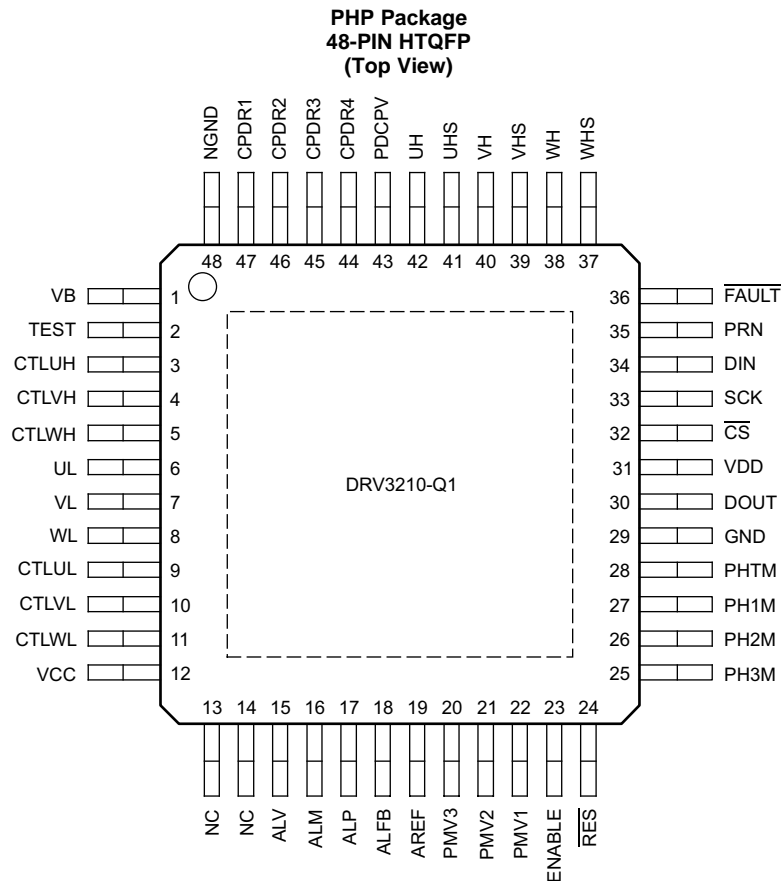 PHP Package
48-PIN HTQFP
(Top View)
NGND
CPDR1
CPDR2
CPDR3
CPDR4
PDCPV
UH
UHS
VH
VHS
WH
WHS
48 47 46 45 44 43 42 41 40 39 38 37
VB 1
TEST 2
CTLUH 3
CTLVH 4
CTLWH 5
UL 6
VL 7
WL 8
CTLUL 9
CTLVL 10
CTLWL 11
VCC 12
DRV3210-Q1
36 FAULT
35 PRN
34 DIN
33 SCK
32 CS
31 VDD
30 DOUT
29 GND
28 PHTM
27 PH1M
26 PH2M
25 PH3M
13 14 15 16 17 18 19 20 21 22 23 24
NC
NC
ALV
ALM
ALP
ALFB
AREF
PMV3
PMV2
PMV1
ENABLE
RES